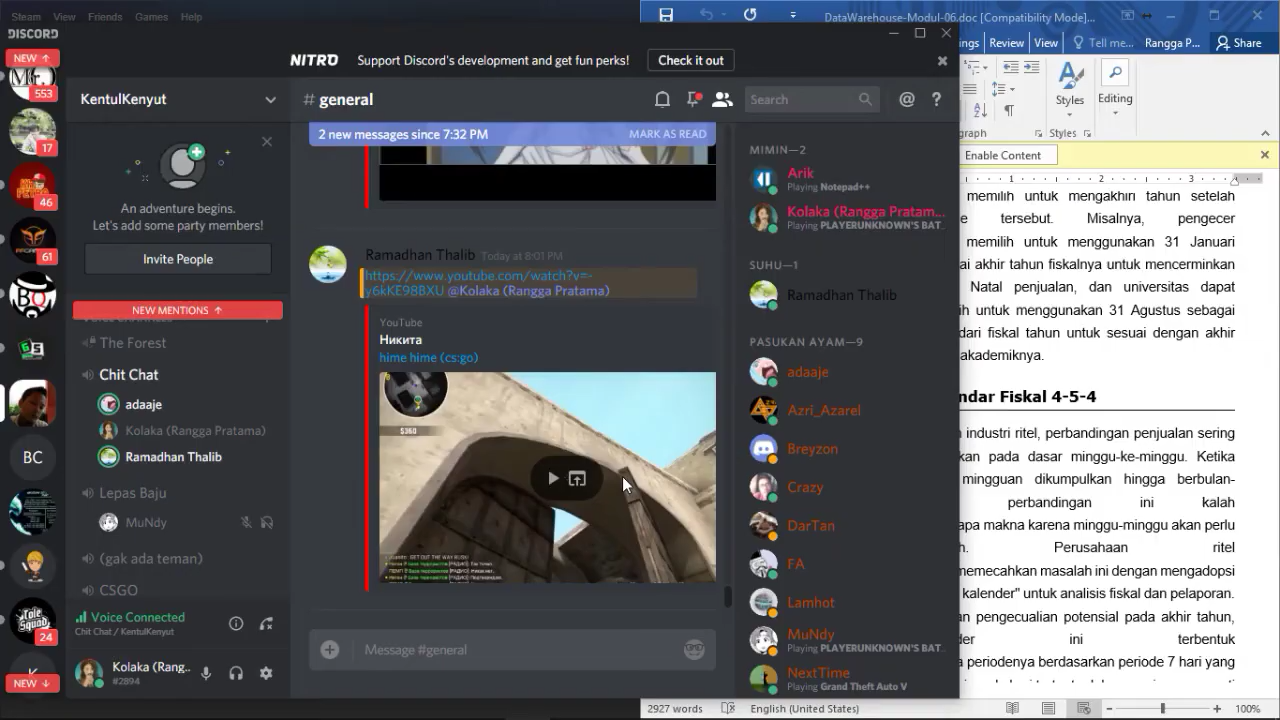 Steam View Friends Games Help
DISCORD
NEW ↑
Mr.
553
17
46
61
BQ
GS
BC
Tole Squad
24
NEW ↓
NITRO Support Discord's development and get fun perks! Check it out
KentulKenyut
# general
Search
@ ?
An adventure begins.
Let's add some party members!
Invite People
NEW MENTIONS ↑
The Forest
Chit Chat
adaaje
Kolaka (Rangga Pratama)
Ramadhan Thalib
Lepas Baju
MuNdy
(gak ada teman)
CSGO
Voice Connected
Chit Chat / KentulKenyut
Kolaka (Rang..
#2894
2 new messages since 7:32 PM MARK AS READ
Ramadhan Thalib Today at 8:01 PM
https://www.youtube.com/watch?v=-
y6kKE98BXU @Kolaka (Rangga Pratama)
YouTube
Никита
hime hime (cs:go)
5360
Message #general
MIMIN—2
Arik
Playing Notepad++
Kolaka (Rangga Pratam...
Playing PLAYERUNKNOWN'S BAT...
SUHU—1
Ramadhan Thalib
PASUKAN AYAM—9
adaaje
Azri_Azarel
Breyzon
Crazy
DarTan
FA
Lamhot
MuNdy
Playing PLAYERUNKNOWN'S BAT...
NextTime
Playing Grand Theft Auto V
DataWarehouse-Modul-06.doc [Compatibility Mode]...
ngs Review View Tell me... Rangga P... Share
Styles
Editing
agraph Styles
Enable Content
1 2 3
memilih untuk mengakhiri tahun setelah
e tersebut. Misalnya, pengecer
memilih untuk menggunakan 31 Januari
ai akhir tahun fiskalnya untuk mencerminkan
Natal penjualan, dan universitas dapat
ih untuk menggunakan 31 Agustus sebagai
dari fiskal tahun untuk sesuai dengan akhir
akademiknya.
ndar Fiskal 4-5-4
n industri ritel, perbandingan penjualan sering
kan pada dasar minggu-ke-minggu. Ketika
mingguan dikumpulkan hingga berbulan-
perbandingan ini kalah
apa makna karena minggu-minggu akan perlu
h. Perusahaan ritel
memecahkan masalah ini dengan mengadopsi
kalender" untuk analisis fiskal dan pelaporan.
n pengecualian potensial pada akhir tahun,
der ini terbentuk
a periodenya berdasarkan periode 7 hari yang
2927 words English (United States) 100%